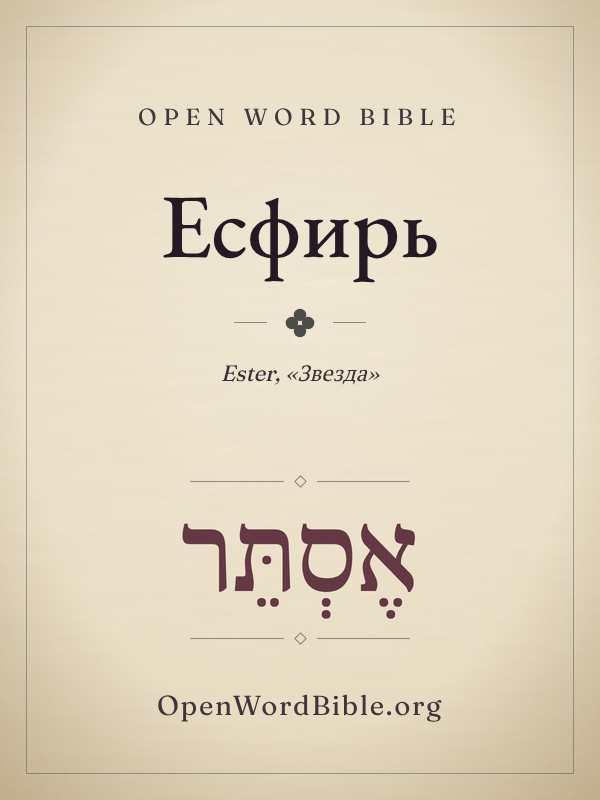 OPEN WORD BIBLE
Есфирь
Ester, «Звезда»
אֶסְתֵּר
OpenWordBible.org